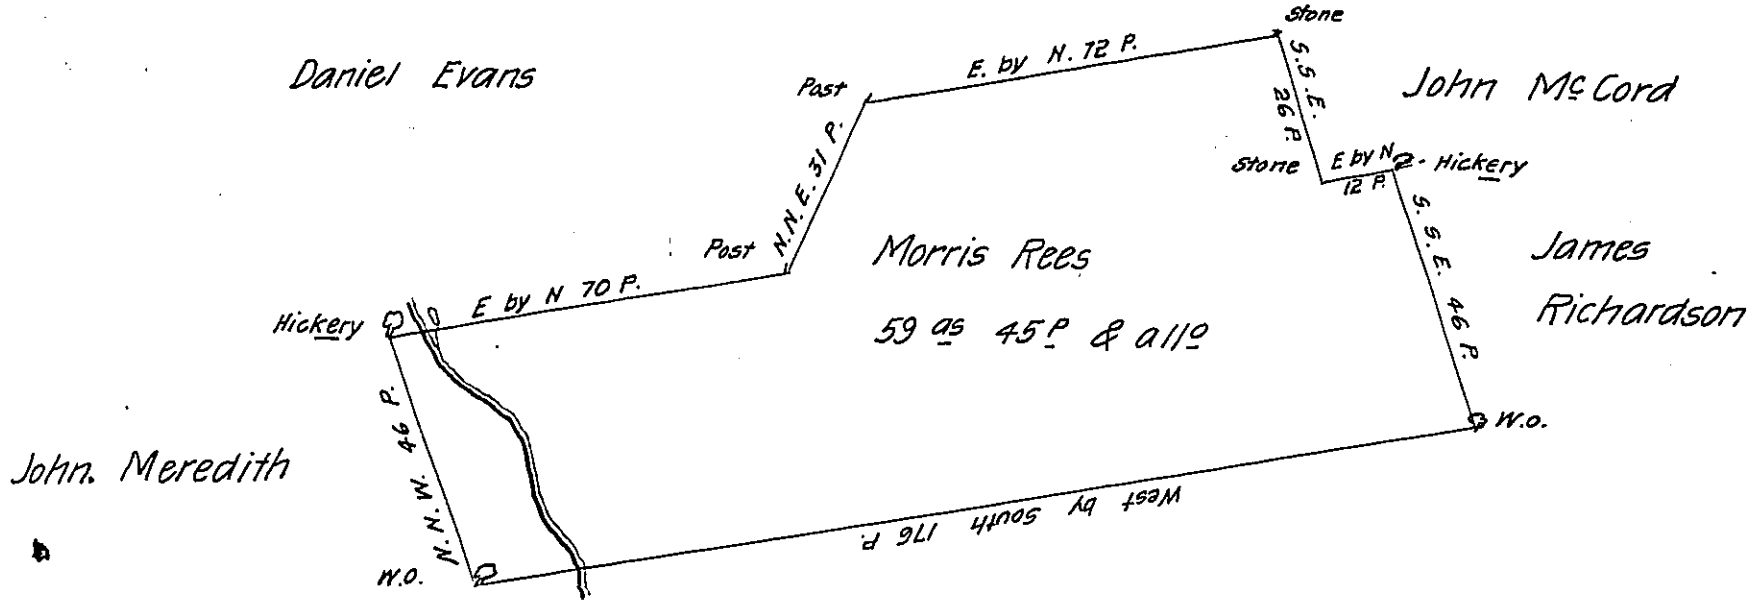 Stone
Daniel Evans
E. by N. 72 P.
Post
S.S.E.
26 P.
John McCord
N.N.E. 31 P.
Stone
E by N
12 P.
Hickery
Post
Morris Rees
S.S.E. 46 P.
James
Richardson
E by N 70 P.
Hickery
59 as 45 P & allo
N.N.W. 46 P.
W.O.
John. Meredith
West by South 176 P.
W.O.